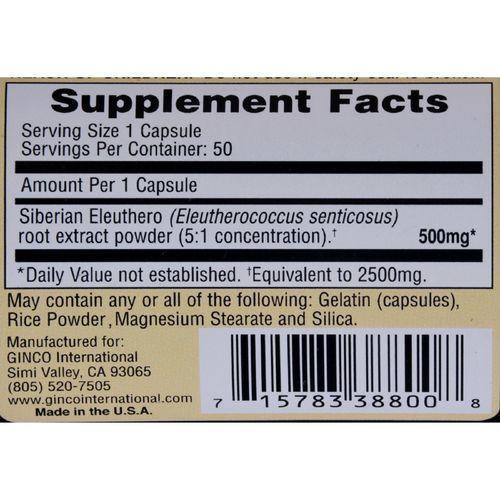 Supplement Facts
Serving Size 1 Capsule
Servings Per Container: 50
Amount Per 1 Capsule
Siberian Eleuthero (Eleutherococcus senticosus)
root extract powder (5:1 concentration).† 500mg*
*Daily Value not established. †Equivalent to 2500mg.
May contain any or all of the following: Gelatin (capsules),
Rice Powder, Magnesium Stearate and Silica.
Manufactured for:
GINCO International
Simi Valley, CA 93065
(805) 520-7505
www.gincointernational.com
Made in the U.S.A.
7 15783 38800 8